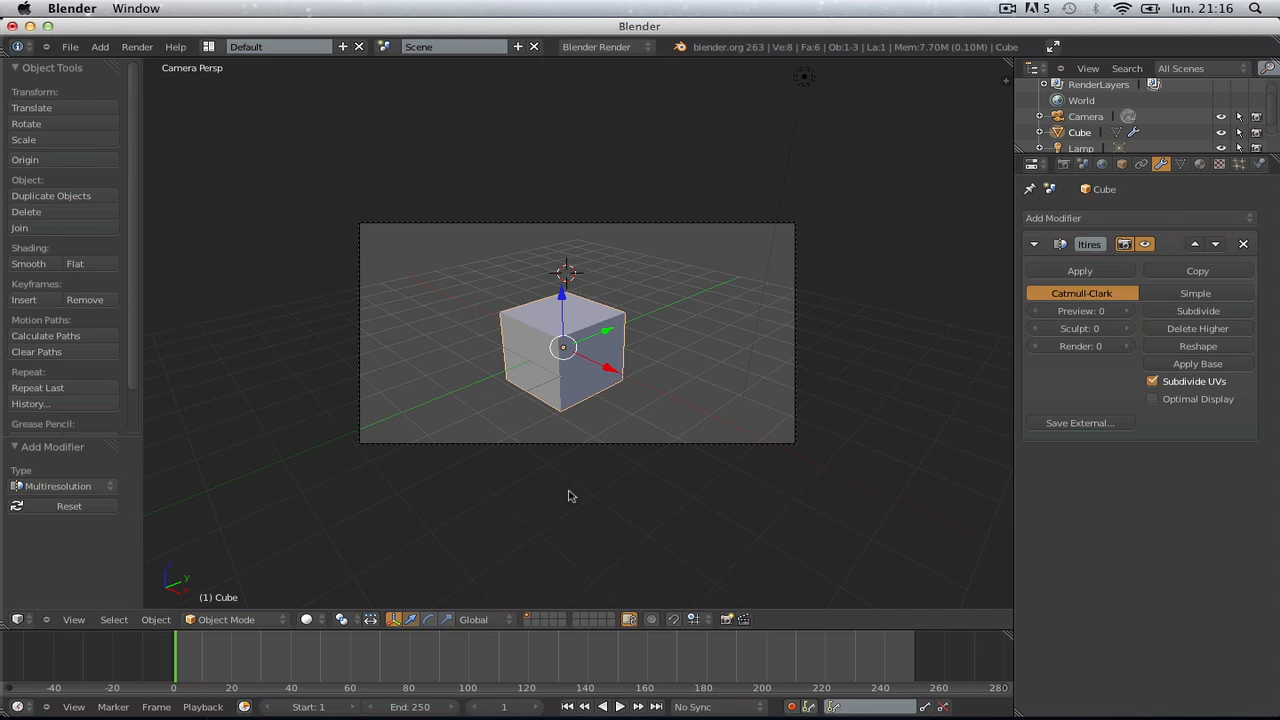 Blender Window 5 lun. 21:16
Blender
File Add Render Help Default Scene Blender Render blender.org 263 | Ve:8 | Fa:6 | Ob:1-3 | La:1 | Mem:7.70M (0.10M) | Cube
Object Tools
Transform:
Translate
Rotate
Scale
Origin
Object:
Duplicate Objects
Delete
Join
Shading:
Smooth Flat
Keyframes:
Insert Remove
Motion Paths:
Calculate Paths
Clear Paths
Repeat:
Repeat Last
History...
Grease Pencil:
Add Modifier
Type
Multiresolution
Reset
Camera Persp
z
y
x
(1) Cube
View Select Object Object Mode Global
-40 -20 0 20 40 60 80 100 120 140 160 180 200 220 240 260 280
View Marker Frame Playback Start: 1 End: 250 1 No Sync
View Search All Scenes
RenderLayers
World
Camera
Cube
Lamp
Cube
Add Modifier
ltires
Apply Copy
Catmull-Clark Simple
Preview: 0 Subdivide
Sculpt: 0 Delete Higher
Render: 0 Reshape
Apply Base
Subdivide UVs
Optimal Display
Save External...